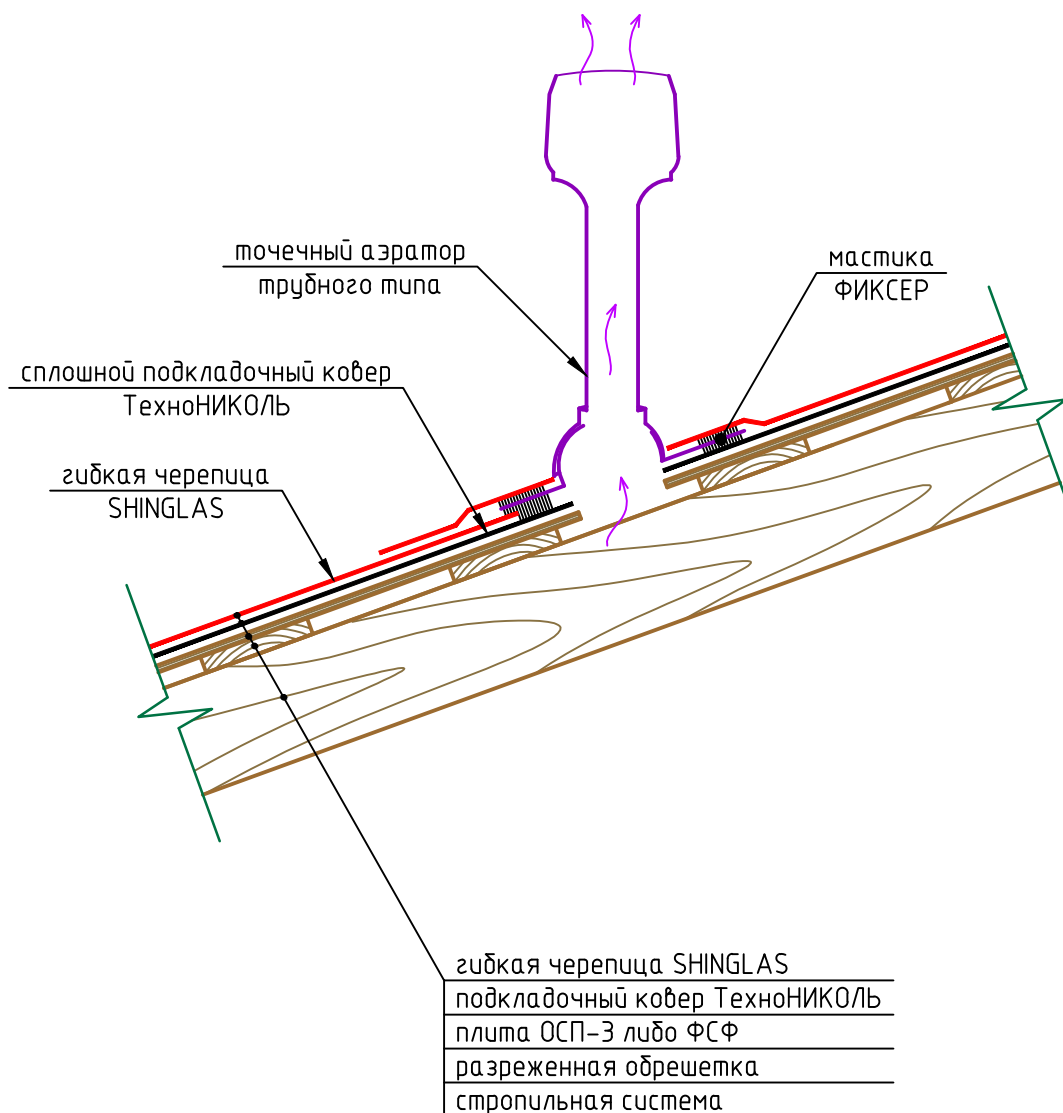 точечный аэратор
трубного типа
мастика
ФИКСЕР
сплошной подкладочный ковер
ТехноНИКОЛЬ
гибкая черепица
SHINGLAS
гибкая черепица SHINGLAS
подкладочный ковер ТехноНИКОЛЬ
плита ОСП-3 либо ФСФ
разреженная обрешетка
стропильная система